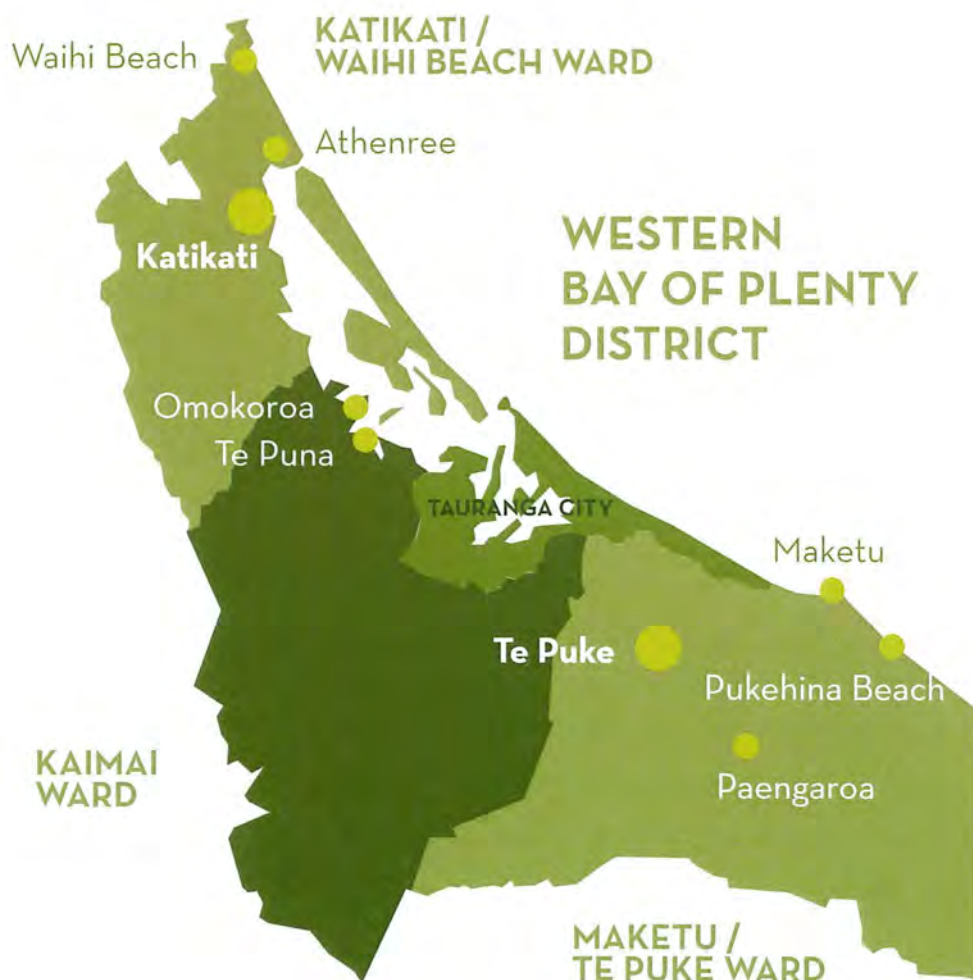 KATIKATI /
WAIHI BEACH WARD
Waihi Beach
Athenree
Katikati
WESTERN
BAY OF PLENTY
DISTRICT
Omokoroa
Te Puna
TAURANGA CITY
Maketu
Te Puke
Pukehina Beach
KAIMAI
WARD
Paengaroa
MAKETU /
TE PUKE WARD